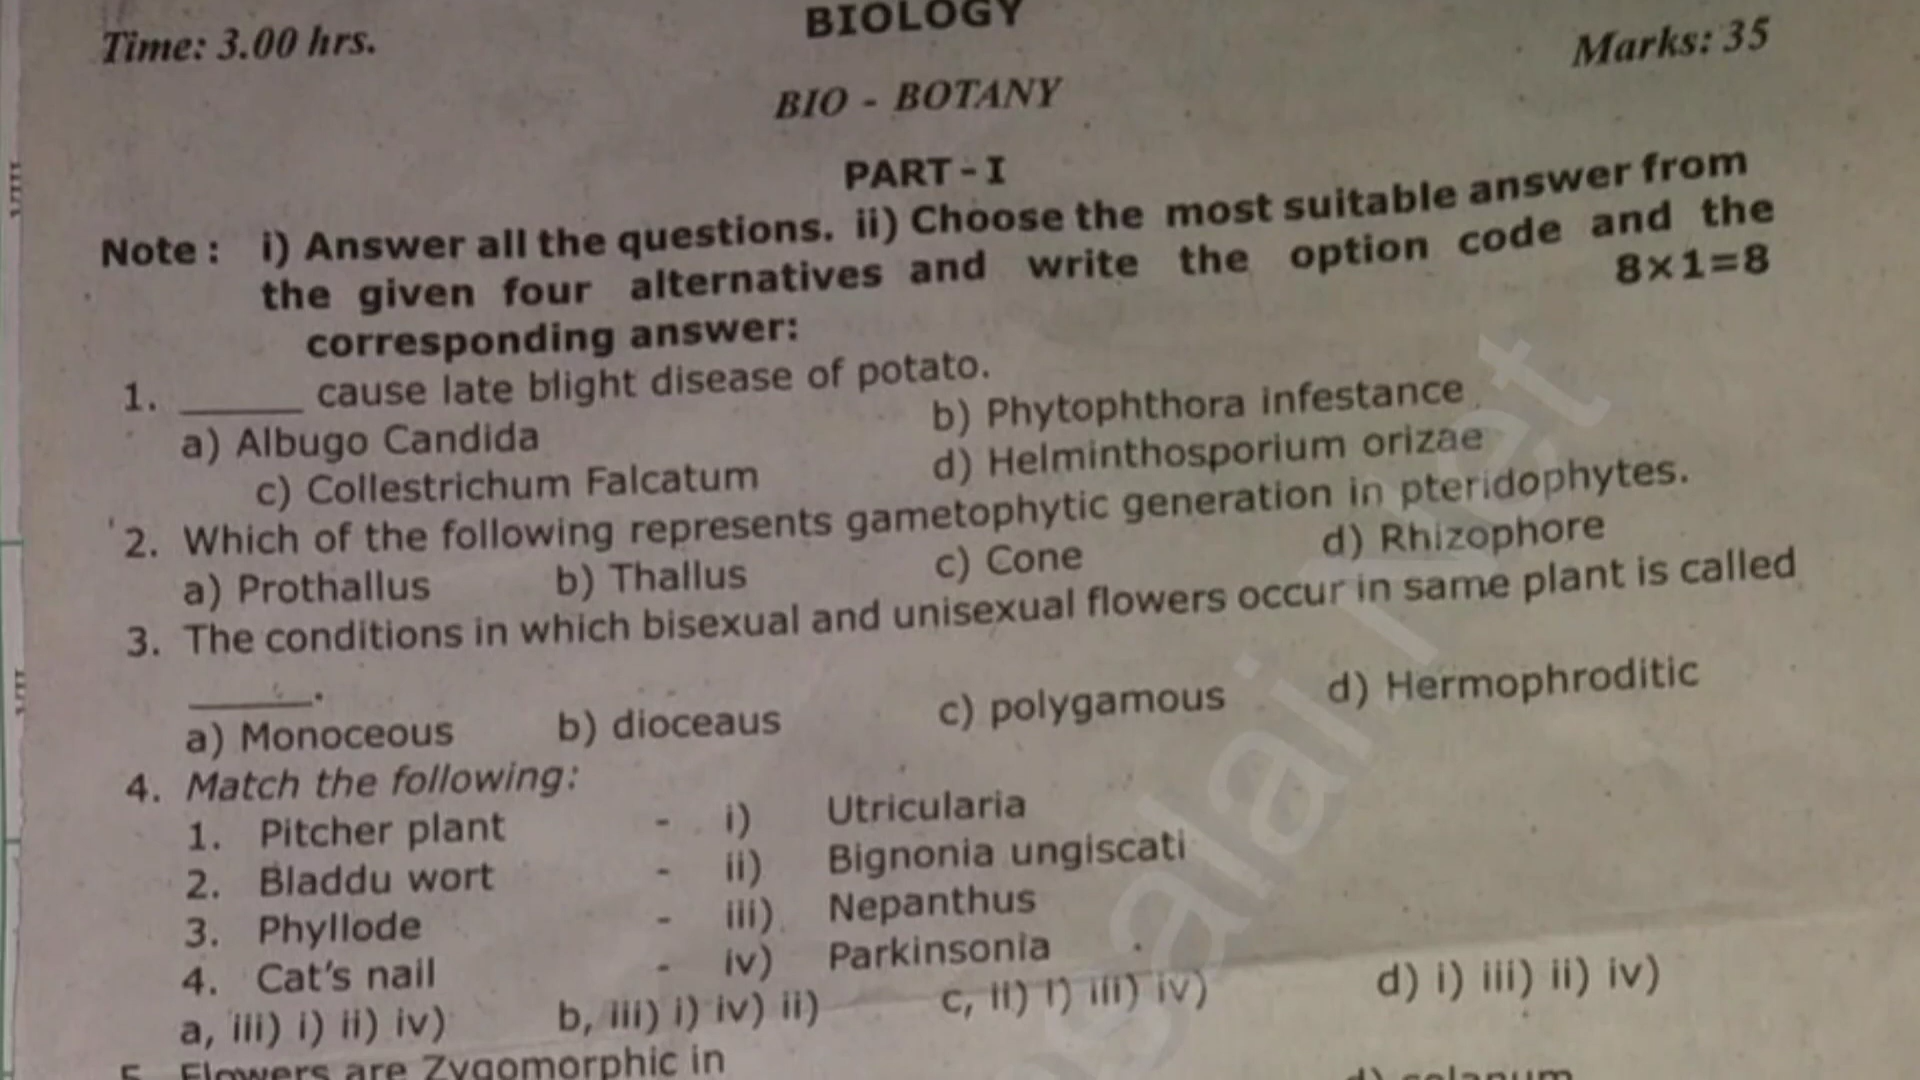 BIOLOGY
Time: 3.00 hrs.
Marks: 35
BIO - BOTANY
PART - I
Note : i) Answer all the questions. ii) Choose the most suitable answer from
the given four alternatives and write the option code and the
corresponding answer: 8×1=8
1. ______ cause late blight disease of potato.
a) Albugo Candida b) Phytophthora infestance
c) Collestrichum Falcatum d) Helminthosporium orizae
2. Which of the following represents gametophytic generation in pteridophytes.
a) Prothallus b) Thallus c) Cone d) Rhizophore
3. The conditions in which bisexual and unisexual flowers occur in same plant is called
______.
a) Monoceous b) dioceaus c) polygamous d) Hermophroditic
4. Match the following:
1. Pitcher plant - i) Utricularia
2. Bladdu wort - ii) Bignonia ungiscati
3. Phyllode - iii) Nepanthus
4. Cat's nail - iv) Parkinsonia
a, iii) i) ii) iv) b, iii) i) iv) ii) c, ii) i) iii) iv) d) i) iii) ii) iv)
5. Flowers are Zygomorphic in
d) solanum
salai.Net